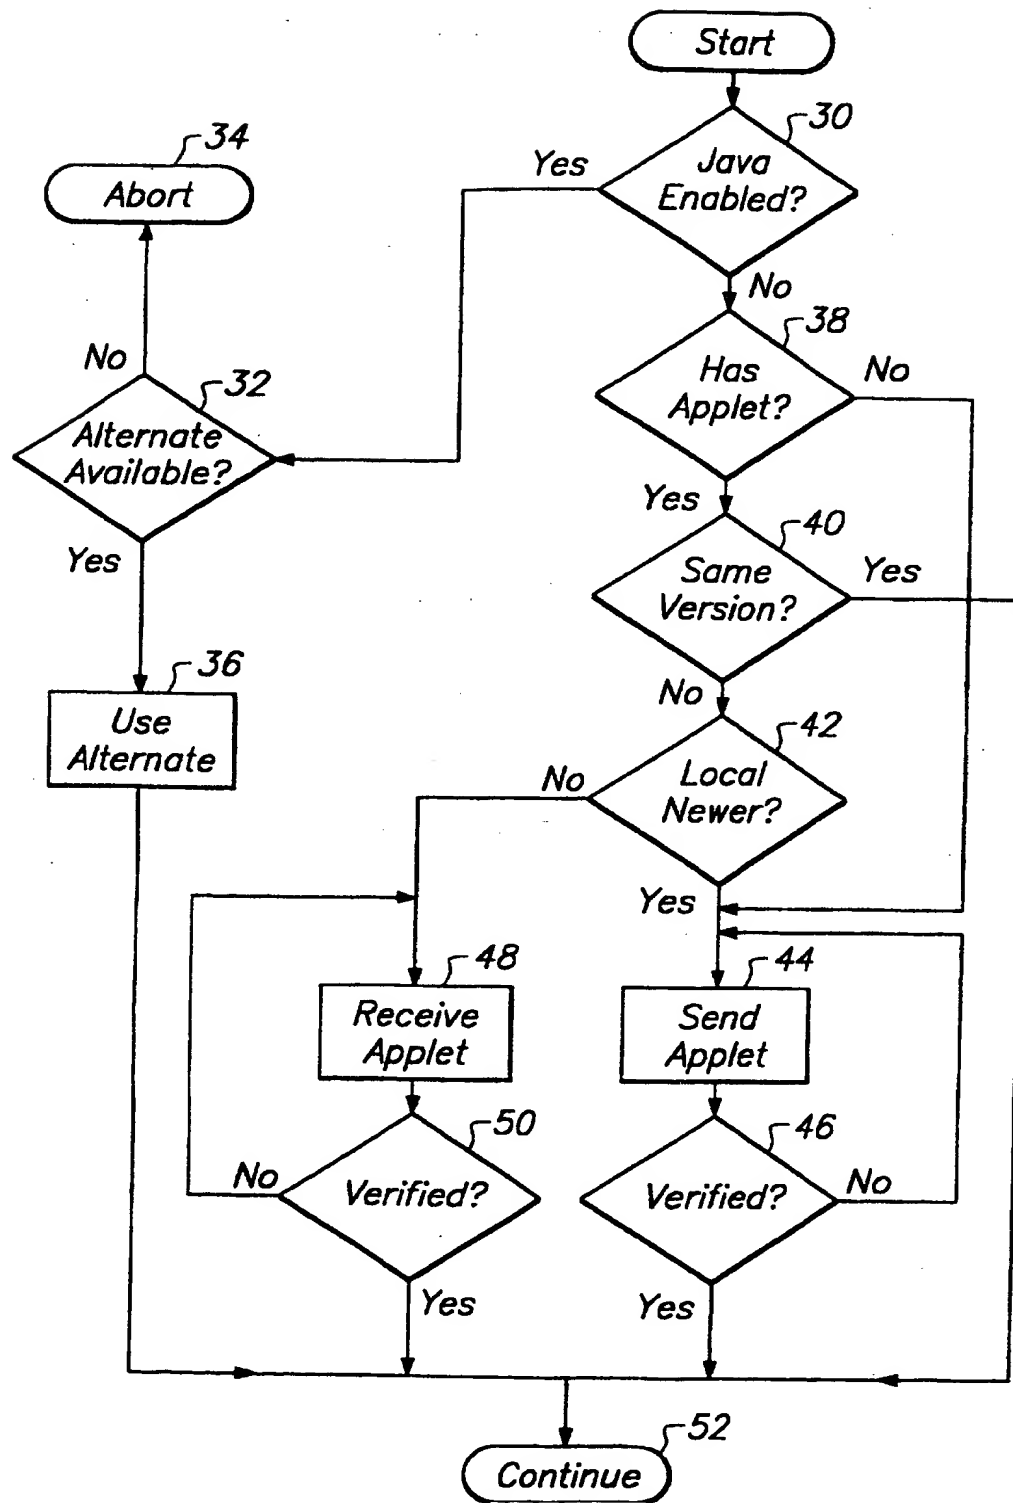 Start
30
Java
Enabled?
Yes
No
34
Abort
38
Has
Applet?
No
Yes
No
32
Alternate
Available?
Yes
40
Same
Version?
Yes
No
36
Use
Alternate
42
Local
Newer?
No
Yes
48
Receive
Applet
44
Send
Applet
50
Verified?
No
Yes
46
Verified?
No
Yes
52
Continue